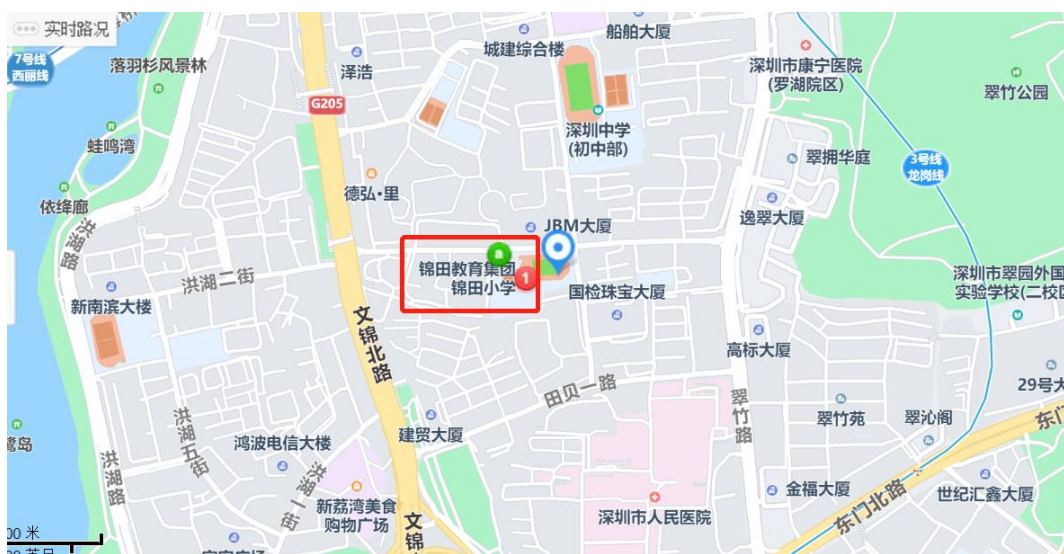 实时路况
7号线
西丽线
落羽杉风景林
泽浩
城建综合楼
船舶大厦
深圳市康宁医院
(罗湖院区)
翠竹公园
G205
蛙鸣湾
深圳中学
(初中部)
翠拥华庭
3号线
龙岗线
依绛廊
德弘·里
洪湖路
JBM大厦
逸翠大厦
a
锦田教育集团
锦田小学
1
洪湖二街
国检珠宝大厦
深圳市翠园外国
实验学校(二校区
新南滨大楼
文锦北路
高标大厦
田贝一路
29号大
翠竹路
翠竹苑
翠沁阁
东门
洪湖五街
鸿波电信大楼
建贸大厦
鹭岛
洪湖路
洪湖一街
新荔湾美食
购物广场
金福大厦
世纪汇鑫大厦
深圳市人民医院
东门北路
文锦
00 米